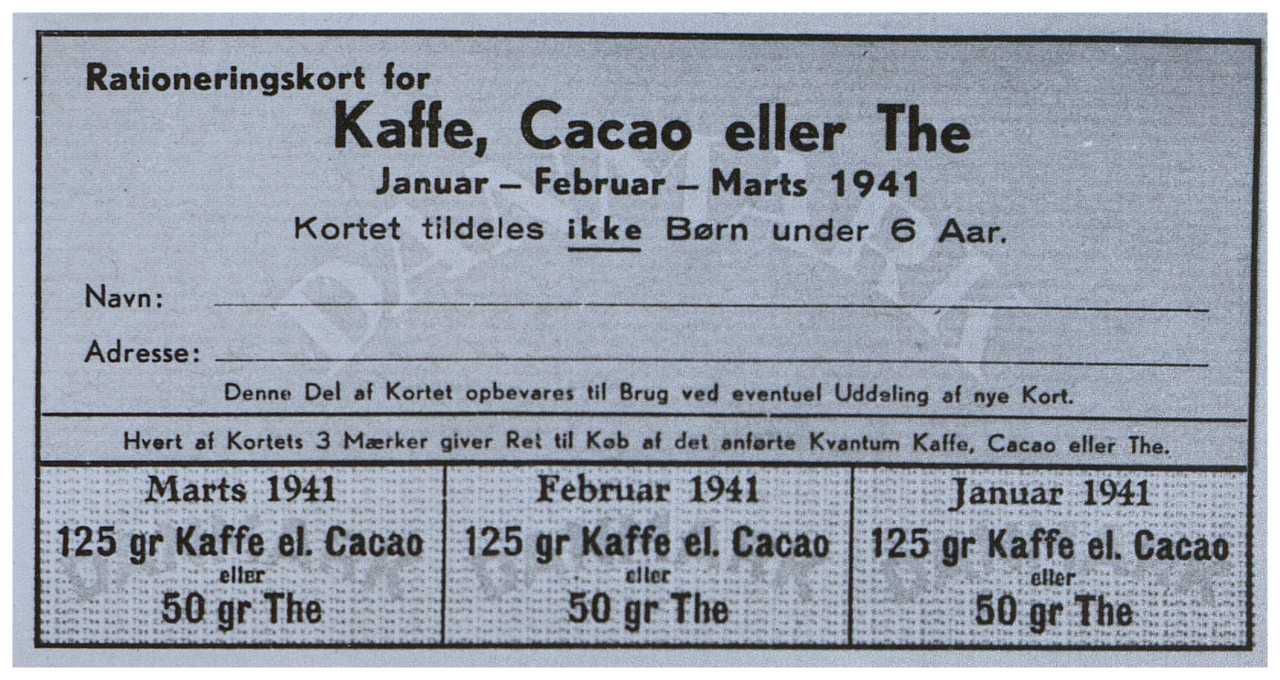 Rationeringskort for
Kaffe, Cacao eller The
Januar – Februar – Marts 1941
Kortet tildeles ikke Børn under 6 Aar.
DANMARK
Navn:
Adresse:
Denne Del af Kortet opbevares til Brug ved eventuel Uddeling af nye Kort.
Hvert af Kortets 3 Mærker giver Ret til Køb af det anførte Kvantum Kaffe, Cacao eller The.
Marts 1941
125 gr Kaffe el. Cacao
DANMARK
eller
50 gr The
Februar 1941
125 gr Kaffe el. Cacao
DANMARK
eller
50 gr The
Januar 1941
125 gr Kaffe el. Cacao
DANMARK
eller
50 gr The